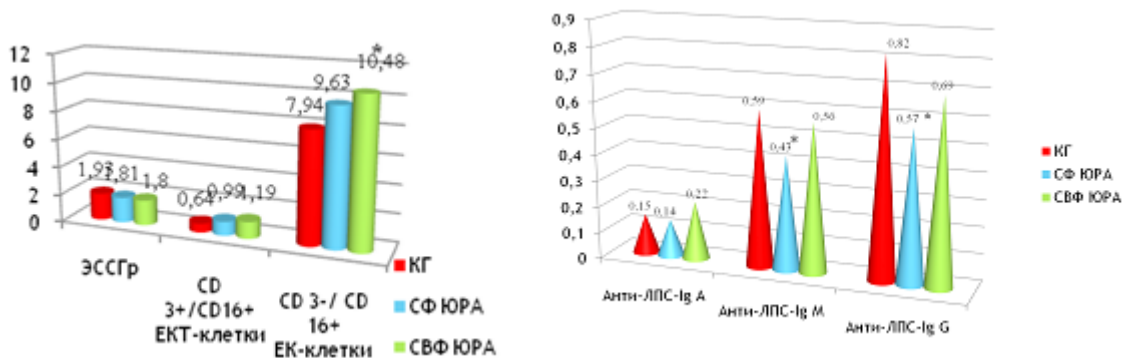 12
10
8
6
4
2
0
1,93
1,81
1,8
0,64
0,99
1,19
7,94
9,63
*
10,48
ЭССГр
CD
3+/CD16+
ЕКТ-клетки
CD 3-/ CD
16+
ЕК-клетки
КГ
СФ ЮРА
СВФ ЮРА
0,9
0,8
0,7
0,6
0,5
0,4
0,3
0,2
0,1
0
0,15
0,14
0,22
0,59
0,43*
0,56
0,82
0,57 *
0,69
Анти-ЛПС-Ig A
Анти-ЛПС-Ig M
Анти-ЛПС-Ig G
КГ
СФ ЮРА
СВФ ЮРА